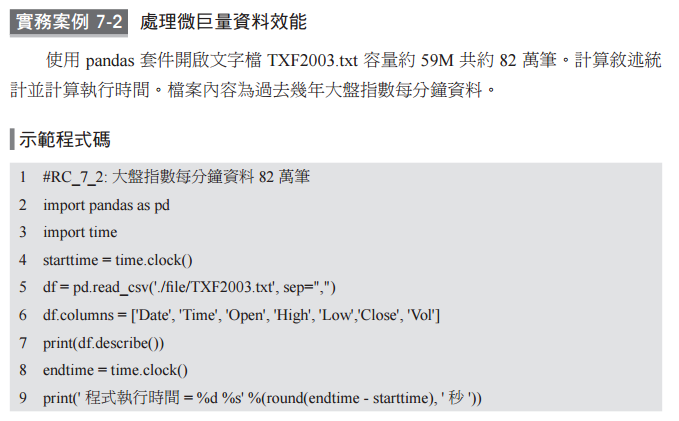 實務案例 7-2 處理微巨量資料效能
使用 pandas 套件開啟文字檔 TXF2003.txt 容量約 59M 共約 82 萬筆。計算敘述統
計並計算執行時間。檔案內容為過去幾年大盤指數每分鐘資料。
示範程式碼
1 #RC_7_2: 大盤指數每分鐘資料 82 萬筆
2 import pandas as pd
3 import time
4 starttime = time.clock()
5 df = pd.read_csv('./file/TXF2003.txt', sep=",")
6 df.columns = ['Date', 'Time', 'Open', 'High', 'Low','Close', 'Vol']
7 print(df.describe())
8 endtime = time.clock()
9 print(' 程式執行時間 = %d %s' %(round(endtime - starttime), ' 秒 '))